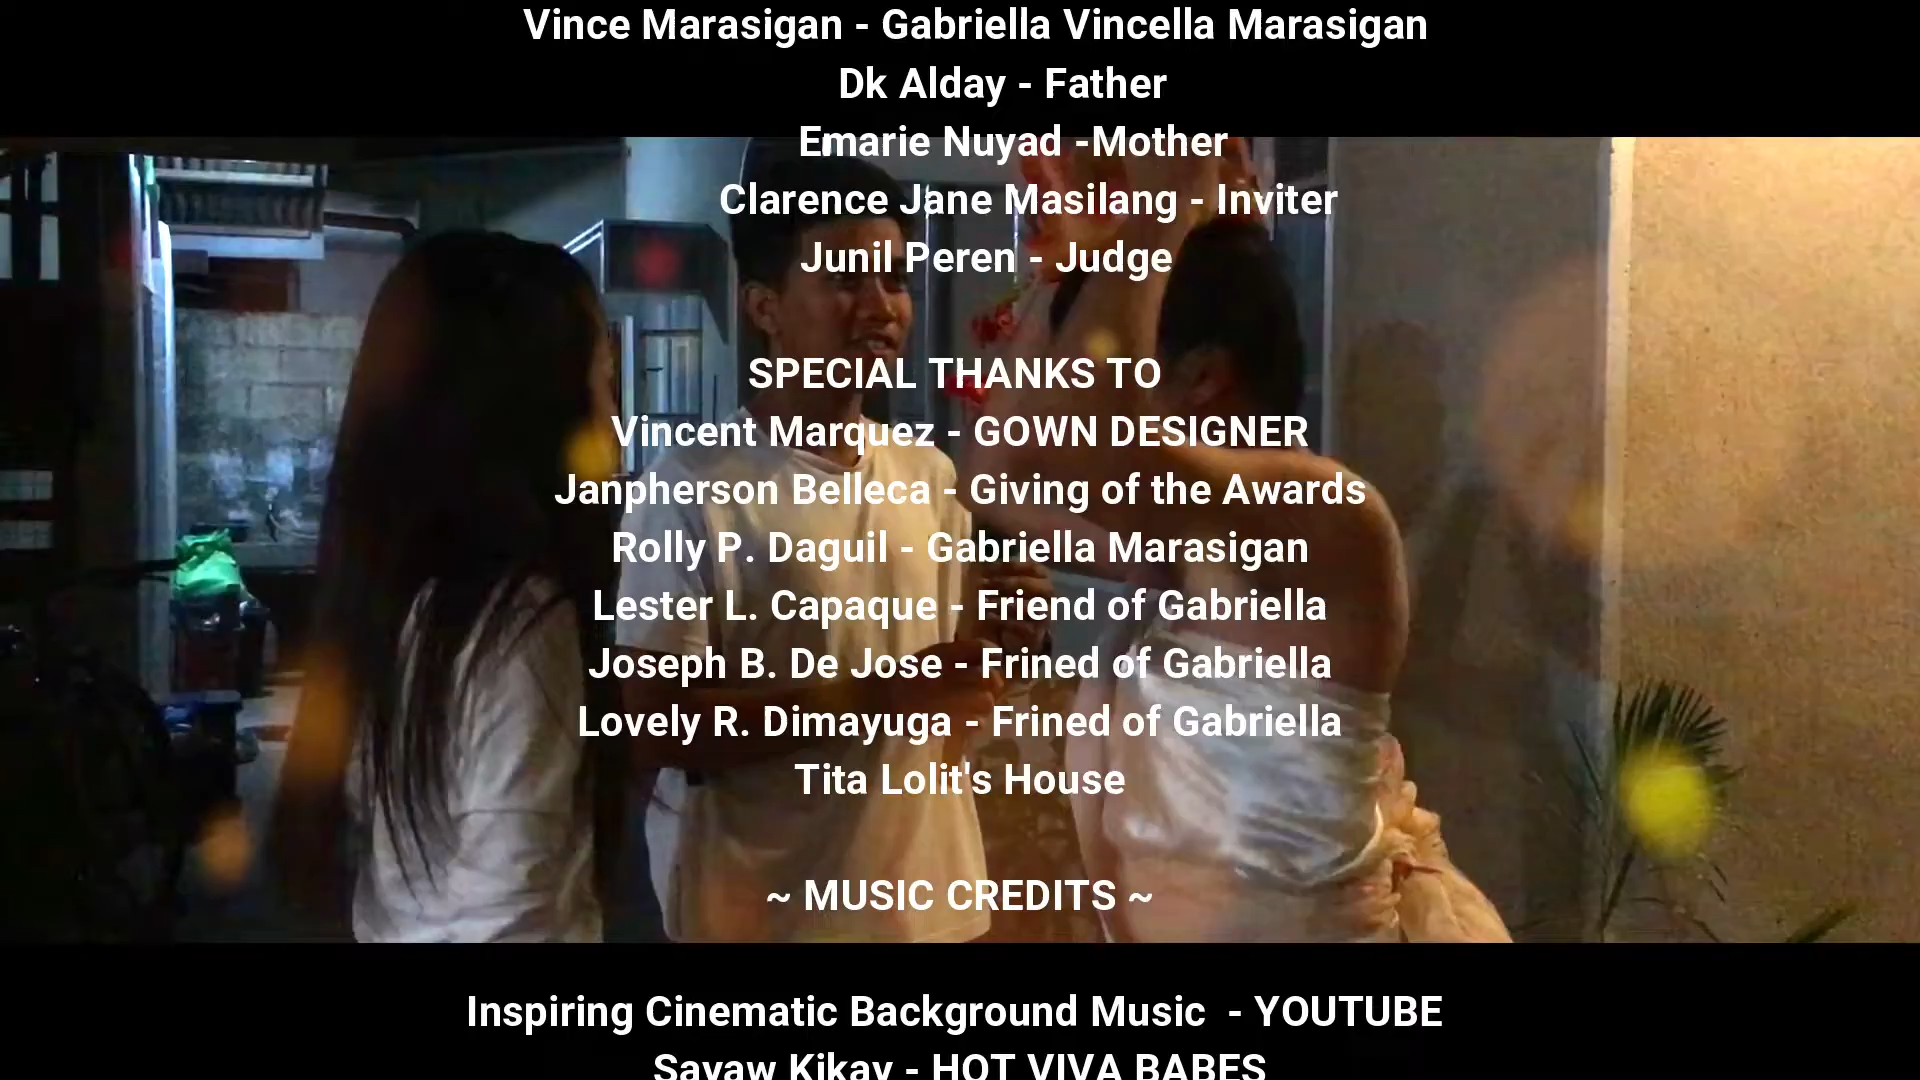 Vince Marasigan - Gabriella Vincella Marasigan
Dk Alday - Father
Emarie Nuyad -Mother
Clarence Jane Masilang - Inviter
Junil Peren - Judge
SPECIAL THANKS TO
Vincent Marquez - GOWN DESIGNER
Janpherson Belleca - Giving of the Awards
Rolly P. Daguil - Gabriella Marasigan
Lester L. Capaque - Friend of Gabriella
Joseph B. De Jose - Frined of Gabriella
Lovely R. Dimayuga - Frined of Gabriella
Tita Lolit's House
~ MUSIC CREDITS ~
Inspiring Cinematic Background Music - YOUTUBE
Sayaw Kikay - HOT VIVA BABES